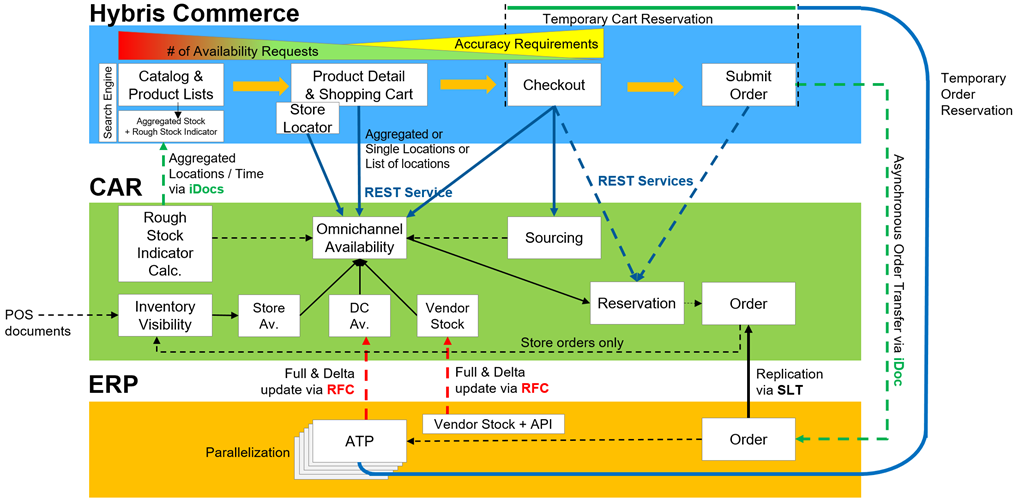 Hybris Commerce
Temporary Cart Reservation
# of Availability Requests
Accuracy Requirements
Search Engine
Catalog &
Product Lists
Aggregated Stock
+ Rough Stock Indicator
Product Detail
& Shopping Cart
Store
Locator
Checkout
Submit
Order
Temporary
Order
Reservation
Aggregated
Locations / Time
via iDocs
Aggregated or
Single Locations or
List of locations
REST Service
REST Services
Asynchronous Order Transfer via iDoc
CAR
Rough
Stock
Indicator
Calc.
Omnichannel
Availability
Sourcing
POS
documents
Inventory
Visibility
Store
Av.
DC
Av.
Vendor
Stock
Reservation
Order
Store orders only
ERP
Full & Delta
update via RFC
Full & Delta
update via RFC
Replication
via SLT
Vendor Stock + API
Parallelization
ATP
Order